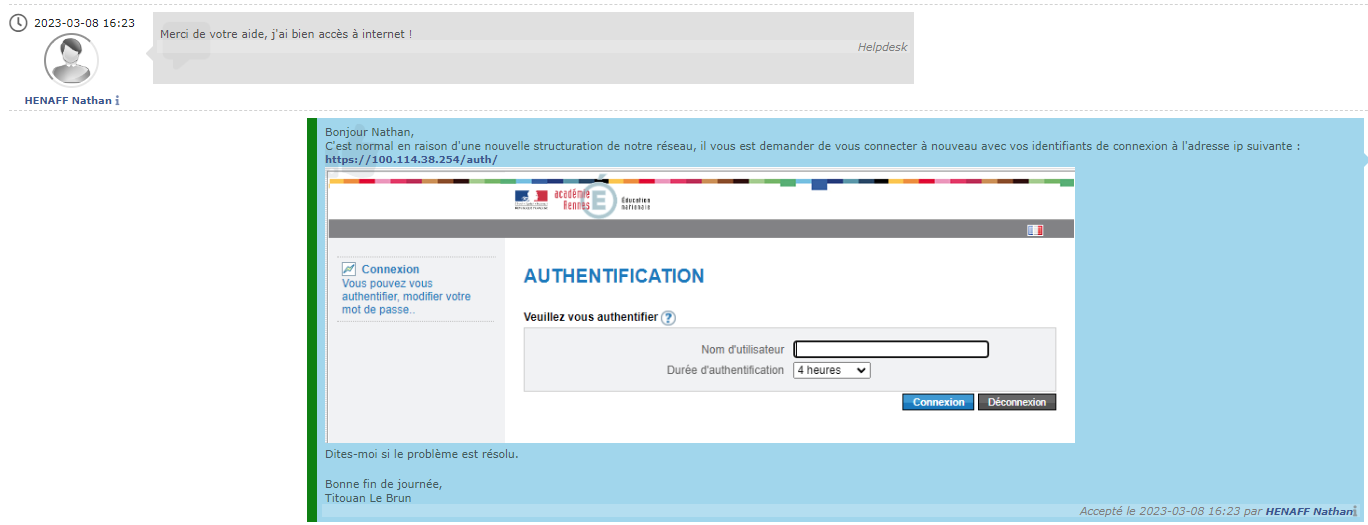 2023-03-08 16:23
HENAFF Nathan
Merci de votre aide, j'ai bien accès à internet !
Helpdesk
Bonjour Nathan,
C'est normal en raison d'une nouvelle structuration de notre réseau, il vous est demander de vous connecter à nouveau avec vos identifiants de connexion à l'adresse ip suivante :
https://100.114.38.254/auth/
académie
Rennes
É
Éducation
nationale
Connexion
Vous pouvez vous
authentifier, modifier votre
mot de passe..
AUTHENTIFICATION
Veuillez vous authentifier ?
Nom d'utilisateur
Durée d'authentification 4 heures
Connexion Déconnexion
Dites-moi si le problème est résolu.
Bonne fin de journée,
Titouan Le Brun
Accepté le 2023-03-08 16:23 par HENAFF Nathan